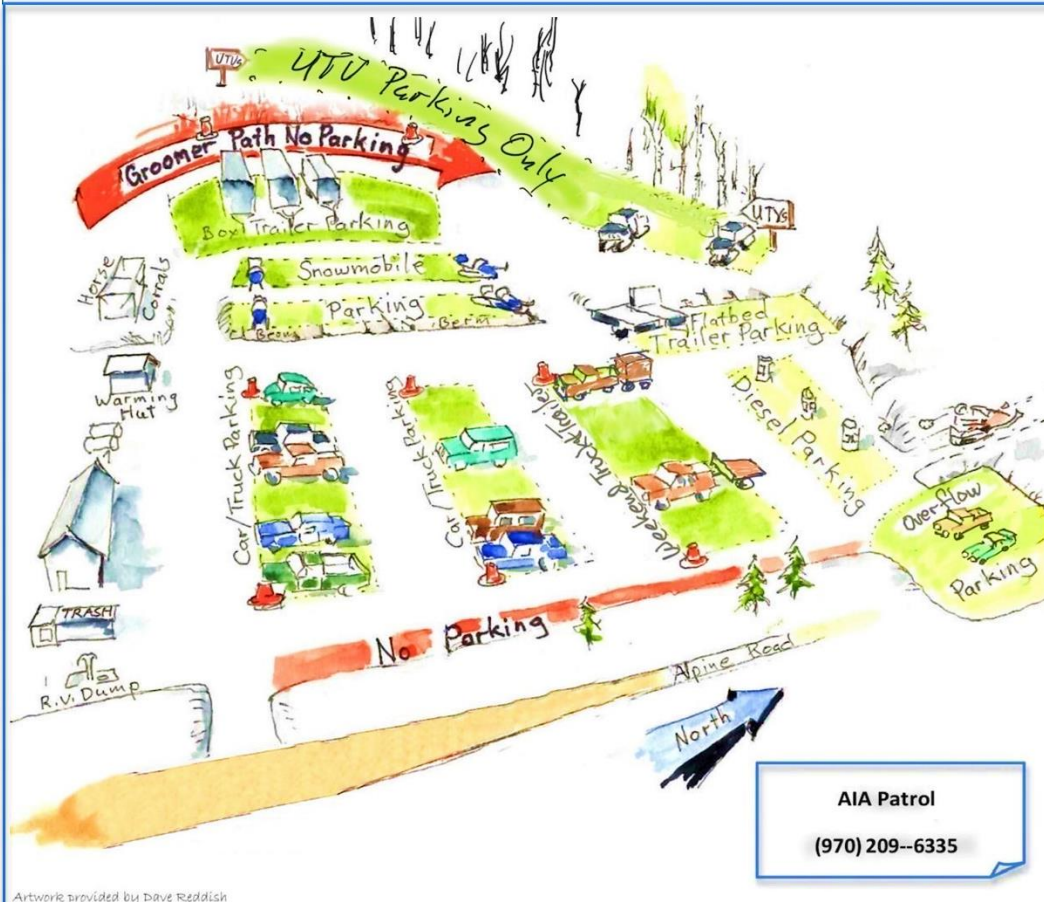 UTVs
UTV Parking Only
Groomer Path No Parking
Box Trailer Parking
UTVs
Horse
Corrals
Snowmobile
Parking
Berm
Flatbed
Trailer Parking
Warming
Hut
Car/Truck Parking
Car/Truck Parking
Weekend Truck/Trailer
Diesel Parking
Overflow
Parking
TRASH
No Parking
R.V. Dump
Alpine Road
North
AIA Patrol
(970) 209--6335
Artwork provided by Dave Reddish